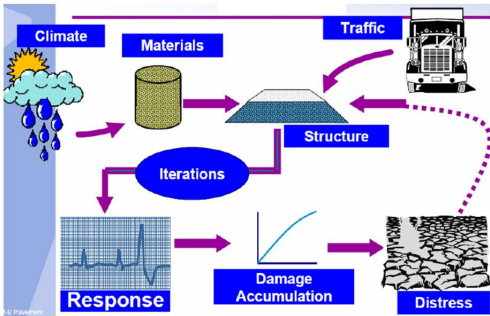 Climate
Materials
Traffic
Structure
Iterations
Response
Damage
Accumulation
Distress